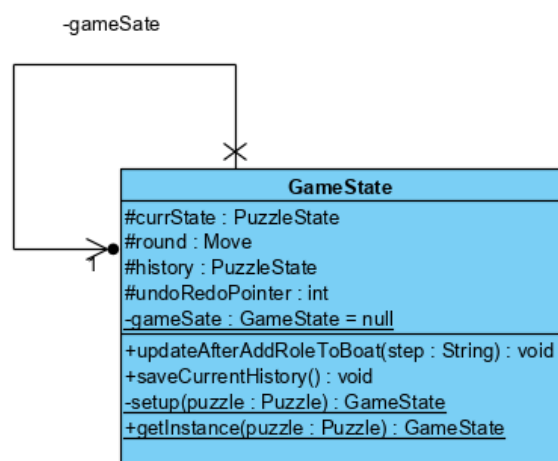 -gameSate
1
GameState
#currState : PuzzleState
#round : Move
#history : PuzzleState
#undoRedoPointer : int
-gameSate : GameState = null
+updateAfterAddRoleToBoat(step : String) : void
+saveCurrentHistory() : void
-setup(puzzle : Puzzle) : GameState
+getInstance(puzzle : Puzzle) : GameState